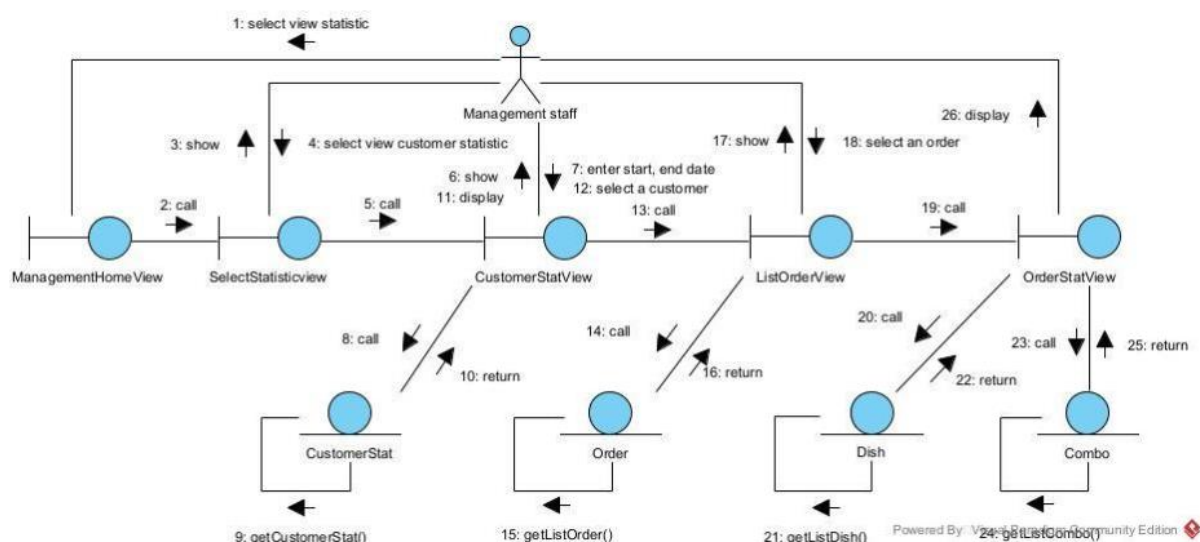 1: select view statistic
Management staff
3: show
4: select view customer statistic
6: show
11: display
7: enter start, end date
12: select a customer
17: show
18: select an order
26: display
2: call
5: call
13: call
19: call
ManagementHomeView
SelectStatisticview
CustomerStatView
ListOrderView
OrderStatView
8: call
10: return
14: call
16: return
20: call
22: return
23: call
25: return
CustomerStat
Order
Dish
Combo
9: getCustomerStat()
15: getListOrder()
21: getListDish()
24: getListCombo()
Powered By: Visual Paradigm Community Edition